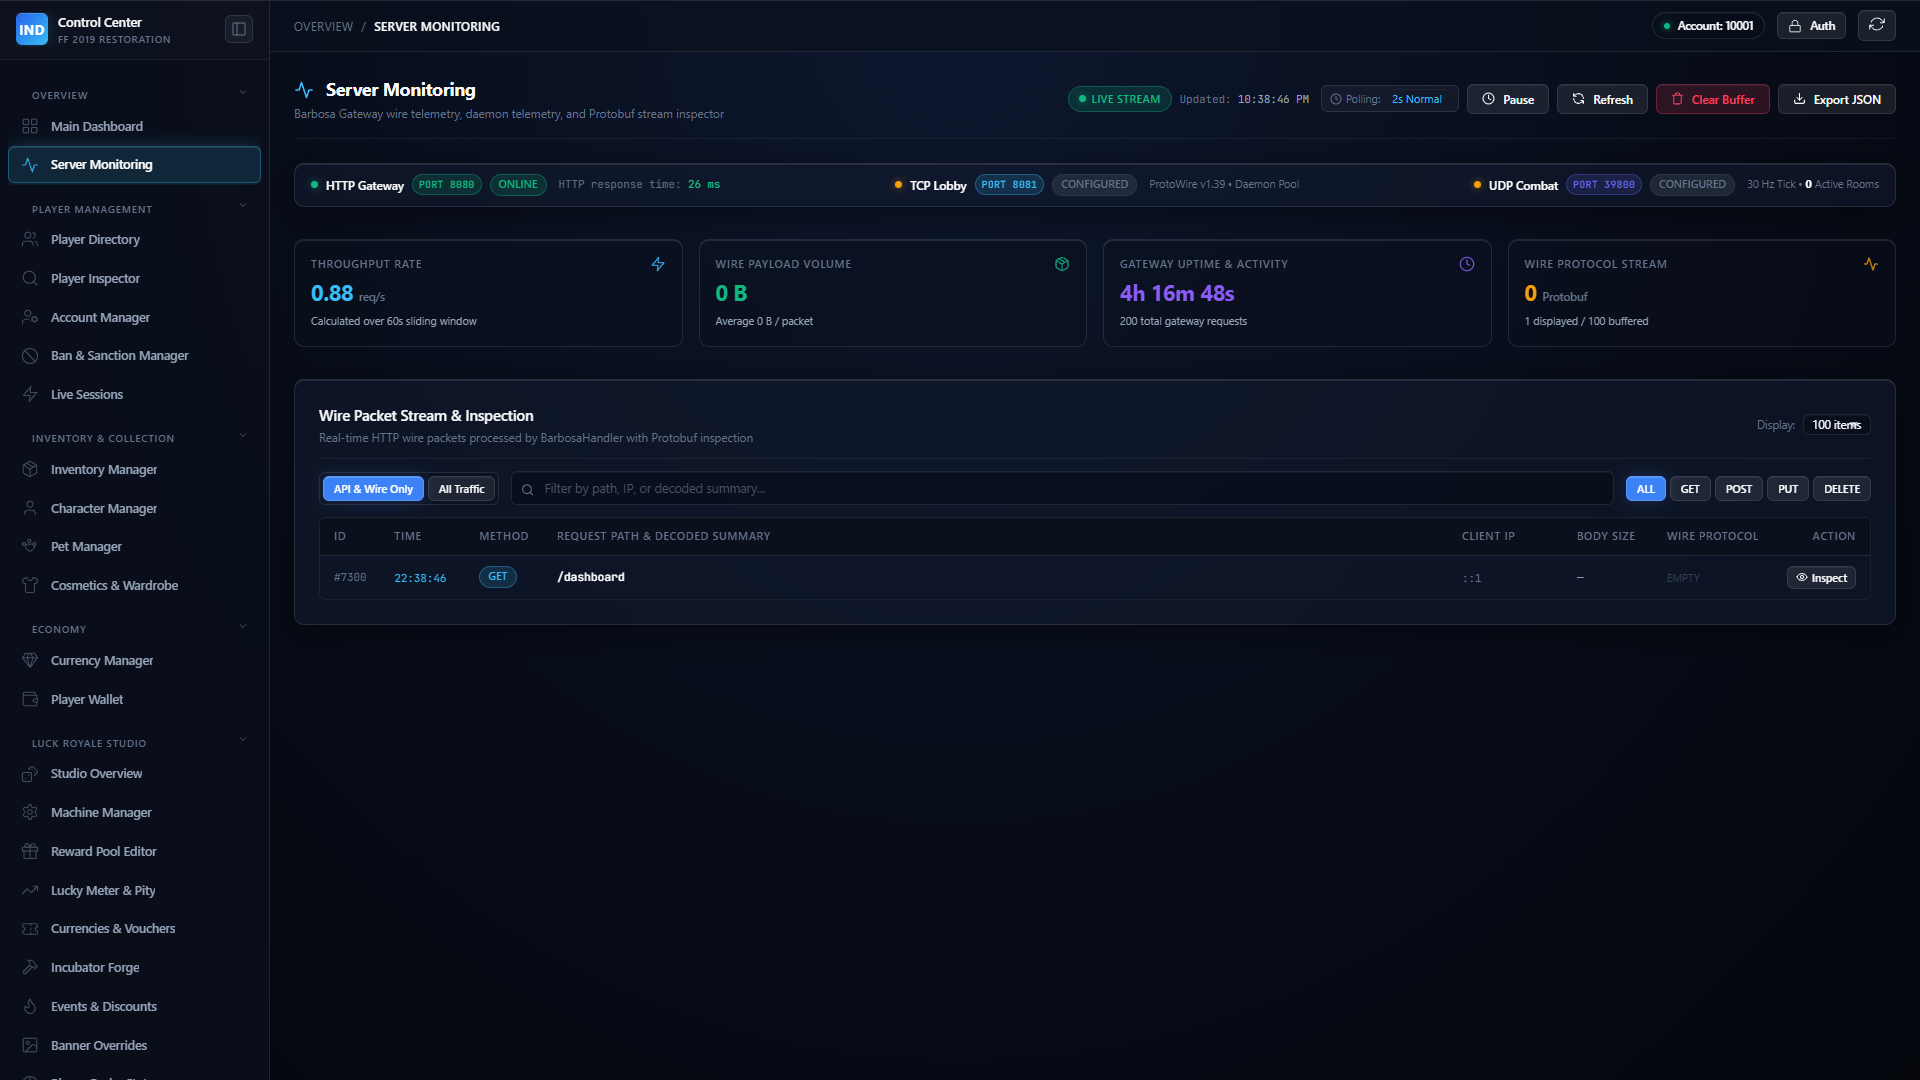 IND
Control Center
FF 2019 RESTORATION
OVERVIEW
Main Dashboard
Server Monitoring
PLAYER MANAGEMENT
Player Directory
Player Inspector
Account Manager
Ban & Sanction Manager
Live Sessions
INVENTORY & COLLECTION
Inventory Manager
Character Manager
Pet Manager
Cosmetics & Wardrobe
ECONOMY
Currency Manager
Player Wallet
LUCK ROYALE STUDIO
Studio Overview
Machine Manager
Reward Pool Editor
Lucky Meter & Pity
Currencies & Vouchers
Incubator Forge
Events & Discounts
Banner Overrides
OVERVIEW / SERVER MONITORING
Account: 10001
Auth
Server Monitoring
Barbosa Gateway wire telemetry, daemon telemetry, and Protobuf stream inspector
LIVE STREAM
Updated: 10:38:46 PM
Polling: 2s Normal
Pause
Refresh
Clear Buffer
Export JSON
HTTP Gateway PORT 8080 ONLINE HTTP response time: 26 ms
TCP Lobby PORT 8081 CONFIGURED ProtoWire v1.39 • Daemon Pool
UDP Combat PORT 39800 CONFIGURED 30 Hz Tick • 0 Active Rooms
THROUGHPUT RATE
0.88 req/s
Calculated over 60s sliding window
WIRE PAYLOAD VOLUME
0 B
Average 0 B / packet
GATEWAY UPTIME & ACTIVITY
4h 16m 48s
200 total gateway requests
WIRE PROTOCOL STREAM
0 Protobuf
1 displayed / 100 buffered
Wire Packet Stream & Inspection
Real-time HTTP wire packets processed by BarbosaHandler with Protobuf inspection
Display: 100 items
API & Wire Only
All Traffic
Filter by path, IP, or decoded summary...
ALL GET POST PUT DELETE
ID TIME METHOD REQUEST PATH & DECODED SUMMARY CLIENT IP BODY SIZE WIRE PROTOCOL ACTION
#7300 22:38:46 GET /dashboard ::1 — EMPTY Inspect